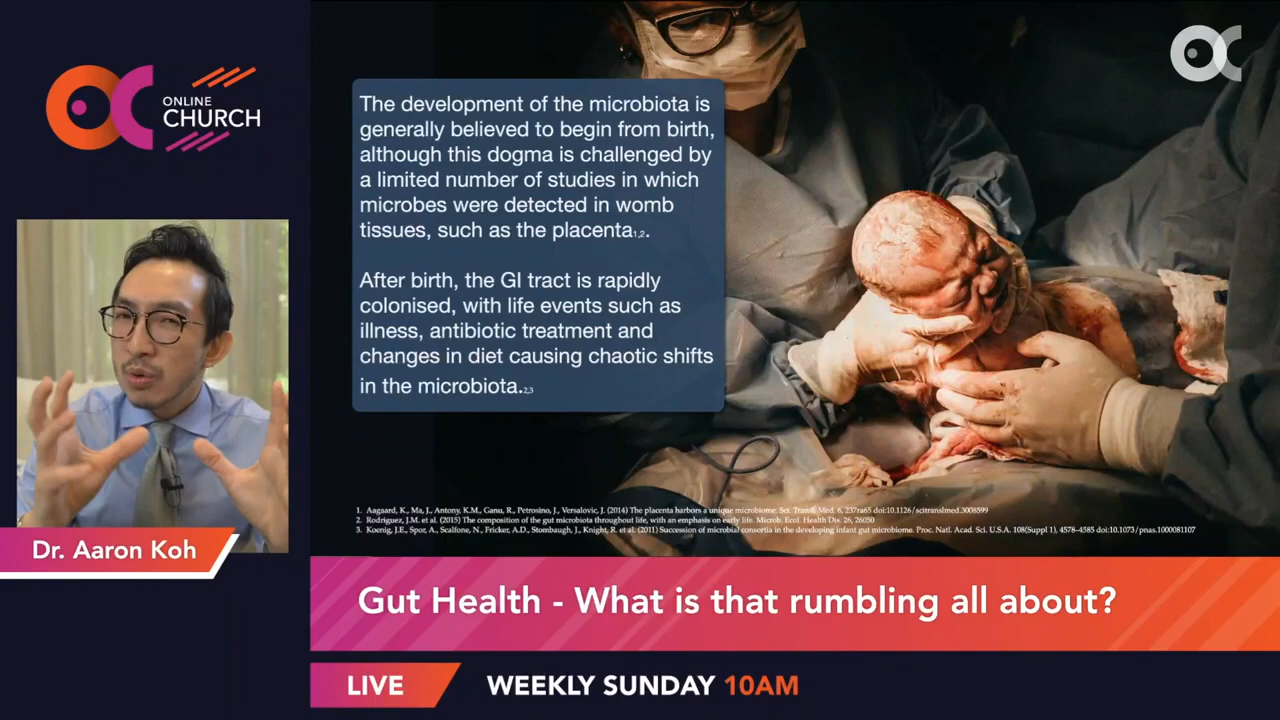 ONLINE
CHURCH
The development of the microbiota is
generally believed to begin from birth,
although this dogma is challenged by
a limited number of studies in which
microbes were detected in womb
tissues, such as the placenta1,2.
After birth, the GI tract is rapidly
colonised, with life events such as
illness, antibiotic treatment and
changes in diet causing chaotic shifts
in the microbiota.2,3
1. Aagaard, K., Ma, J., Antony, K.M., Ganu, R., Petrosino, J., Versalovic, J. (2014) The placenta harbors a unique microbiome. Sci. Transl. Med. 6, 237ra65 doi:10.1126/scitranslmed.3008599
2. Rodríguez, J.M. et al. (2015) The composition of the gut microbiota throughout life, with an emphasis on early life. Microb. Ecol. Health Dis. 26, 26050
3. Koenig, J.E., Spor, A., Scalfone, N., Fricker, A.D., Stombaugh, J., Knight, R. et al. (2011) Succession of microbial consortia in the developing infant gut microbiome. Proc. Natl. Acad. Sci. U.S.A. 108(Suppl 1), 4578–4585 doi:10.1073/pnas.1000081107
Dr. Aaron Koh
Gut Health - What is that rumbling all about?
LIVE
WEEKLY SUNDAY 10AM